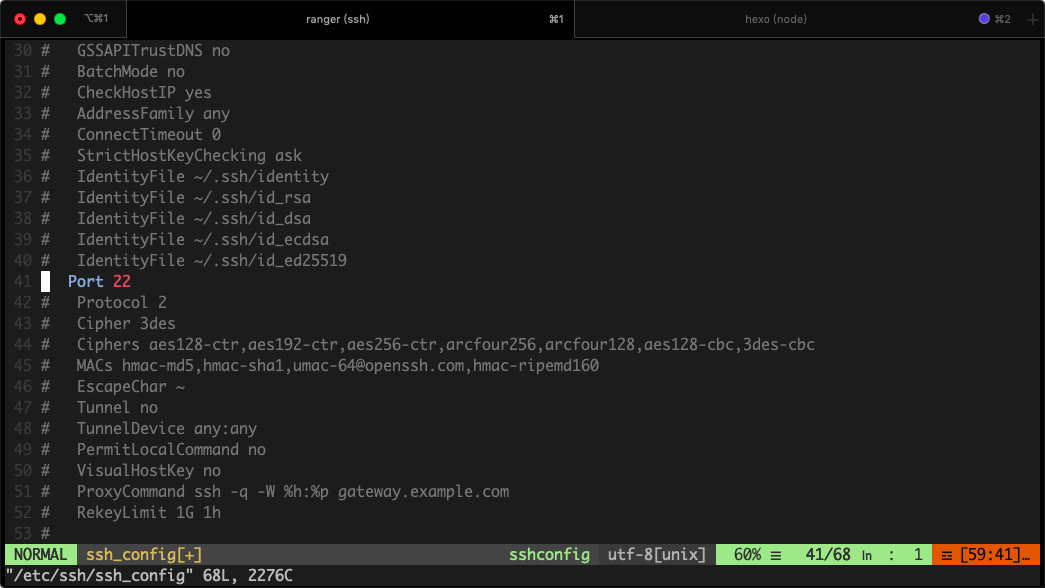 ⌥⌘1 ranger (ssh) ⌘1 hexo (node) ⌘2 +
30 #   GSSAPITrustDNS no
31 #   BatchMode no
32 #   CheckHostIP yes
33 #   AddressFamily any
34 #   ConnectTimeout 0
35 #   StrictHostKeyChecking ask
36 #   IdentityFile ~/.ssh/identity
37 #   IdentityFile ~/.ssh/id_rsa
38 #   IdentityFile ~/.ssh/id_dsa
39 #   IdentityFile ~/.ssh/id_ecdsa
40 #   IdentityFile ~/.ssh/id_ed25519
41    Port 22
42 #   Protocol 2
43 #   Cipher 3des
44 #   Ciphers aes128-ctr,aes192-ctr,aes256-ctr,arcfour256,arcfour128,aes128-cbc,3des-cbc
45 #   MACs hmac-md5,hmac-sha1,umac-64@openssh.com,hmac-ripemd160
46 #   EscapeChar ~
47 #   Tunnel no
48 #   TunnelDevice any:any
49 #   PermitLocalCommand no
50 #   VisualHostKey no
51 #   ProxyCommand ssh -q -W %h:%p gateway.example.com
52 #   RekeyLimit 1G 1h
53 #
NORMAL ssh_config[+] sshconfig utf-8[unix] 60% ≡ 41/68 ln : 1 ☲ [59:41]…
"/etc/ssh/ssh_config" 68L, 2276C